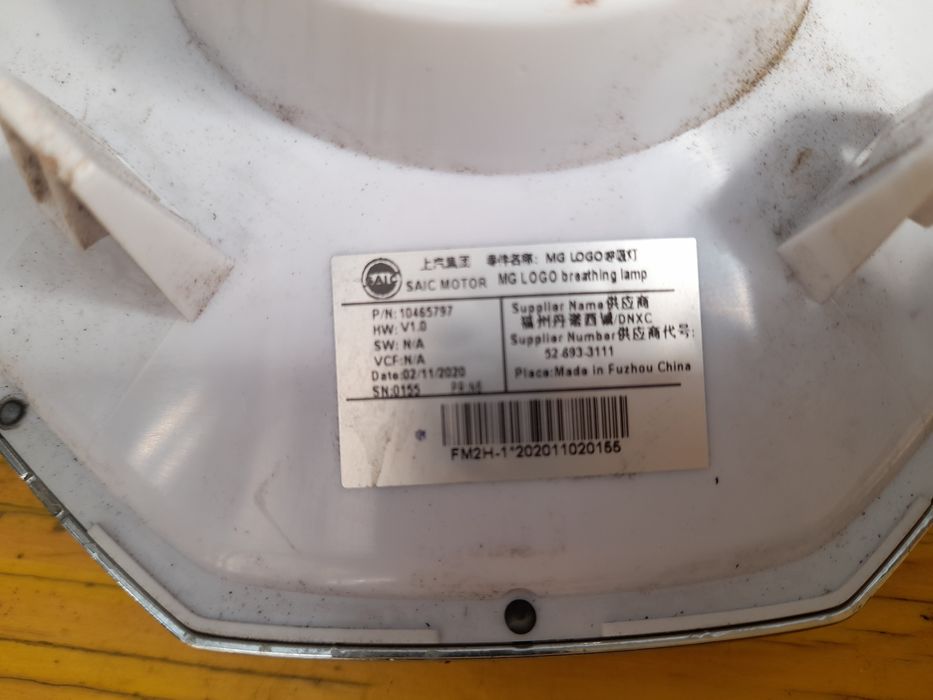 SAIC
上汽集团 零件名称: MG LOGO呼吸灯
SAIC MOTOR MG LOGO breathing lamp
P/N: 10465797
HW: V1.0
SW: N/A
VCF: N/A
Date:02/11/2020
SN:0155
Supplier Name供应商
福州丹诺西诚/DNXC
Supplier Number供应商代号:
52-693-3111
Place:Made in Fuzhou China
FM2H-1*202011020155